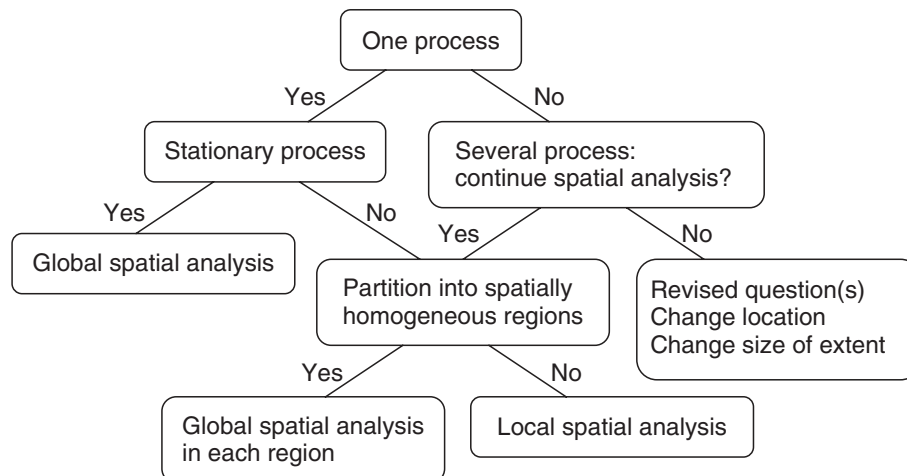 One process
Yes
No
Stationary process
Several process:
continue spatial analysis?
Yes
No
Yes
No
Global spatial analysis
Partition into spatially
homogeneous regions
Revised question(s)
Change location
Change size of extent
Yes
No
Global spatial analysis
in each region
Local spatial analysis